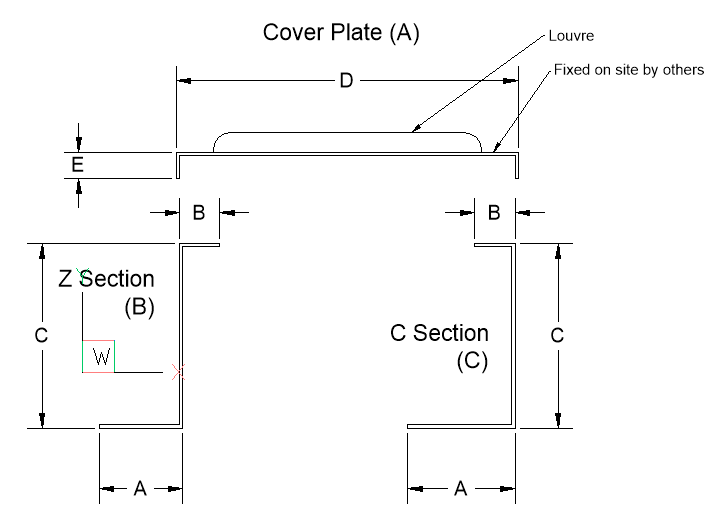 Cover Plate (A)
Louvre
Fixed on site by others
D
E
B
B
Z Section
(B)
Y
C
C Section
(C)
C
W
X
A
A